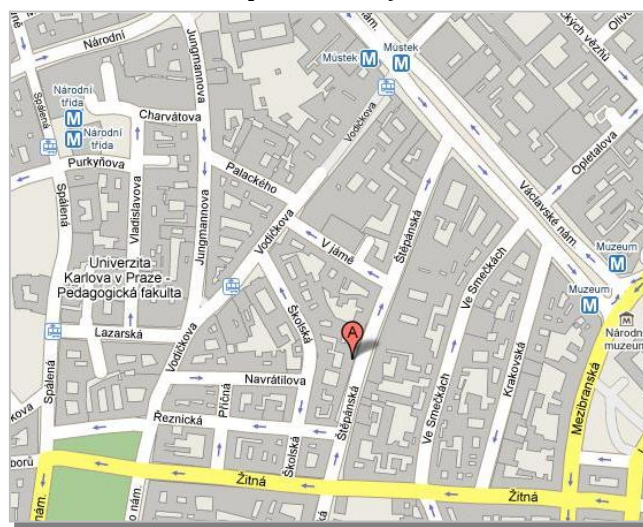 Národní
Jungmannova
Můstek
Můstek
Václavské nám.
Opletalova
Národní
třída
Národní
třída
Spálená
Charvátova
Vodičkova
Purkyňova
Palackého
Spálená
Vladislavova
Jungmannova
Vodičkova
V jámě
Štěpánská
Ve Smečkách
Muzeum
Muzeum
Národní
Univerzita
Karlova v Praze -
Pedagogická fakulta
Lazarská
Školská
A
Krakovská
Mezibranská
Vodičkova
Spálená
Navrátilova
Příčná
Řeznická
Štěpánská
Ve Smečkách
Školská
Žitná
Žitná